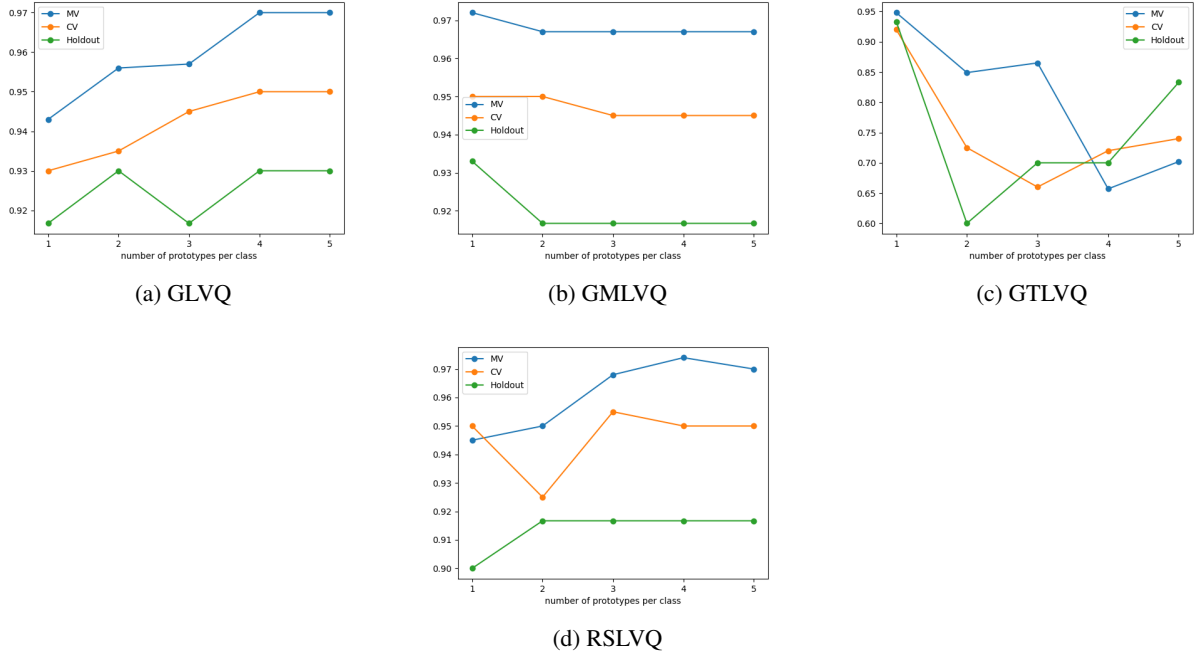 0.97
0.96
0.95
0.94
0.93
0.92
MV
CV
Holdout
1 2 3 4 5
number of prototypes per class
(a) GLVQ
0.97
0.96
0.95
0.94
0.93
0.92
MV
CV
Holdout
1 2 3 4 5
number of prototypes per class
(b) GMLVQ
0.95
0.90
0.85
0.80
0.75
0.70
0.65
0.60
MV
CV
Holdout
1 2 3 4 5
number of prototypes per class
(c) GTLVQ
0.97
0.96
0.95
0.94
0.93
0.92
0.91
0.90
MV
CV
Holdout
1 2 3 4 5
number of prototypes per class
(d) RSLVQ